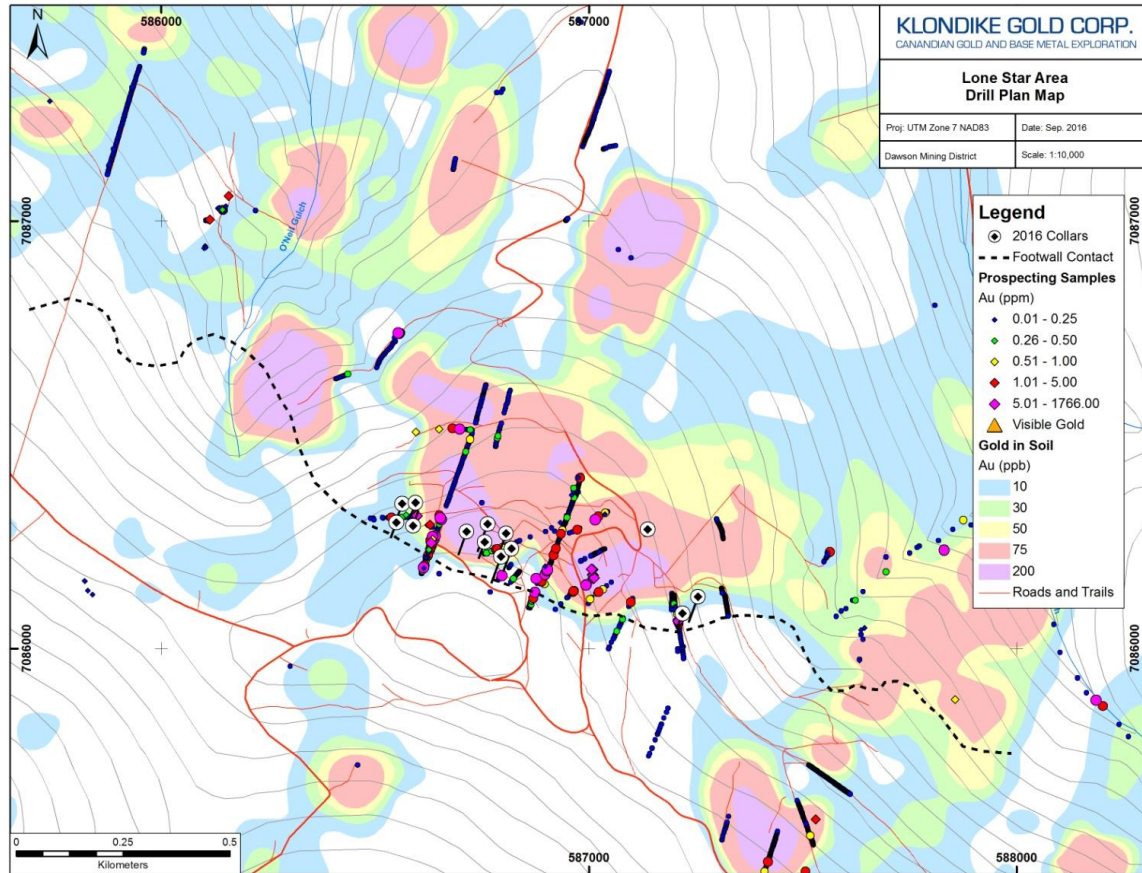 586000
587000
N
KLONDIKE GOLD CORP.
CANANDIAN GOLD AND BASE METAL EXPLORATION
Lone Star Area
Drill Plan Map
Proj: UTM Zone 7 NAD83
Date: Sep. 2016
Dawson Mining District
Scale: 1:10,000
7087000
7087000
O'Neil Gulch
Legend
2016 Collars
Footwall Contact
Prospecting Samples
Au (ppm)
0.01 - 0.25
0.26 - 0.50
0.51 - 1.00
1.01 - 5.00
5.01 - 1766.00
Visible Gold
Gold in Soil
Au (ppb)
10
30
50
75
200
Roads and Trails
7086000
7086000
0
0.25
0.5
Kilometers
587000
588000